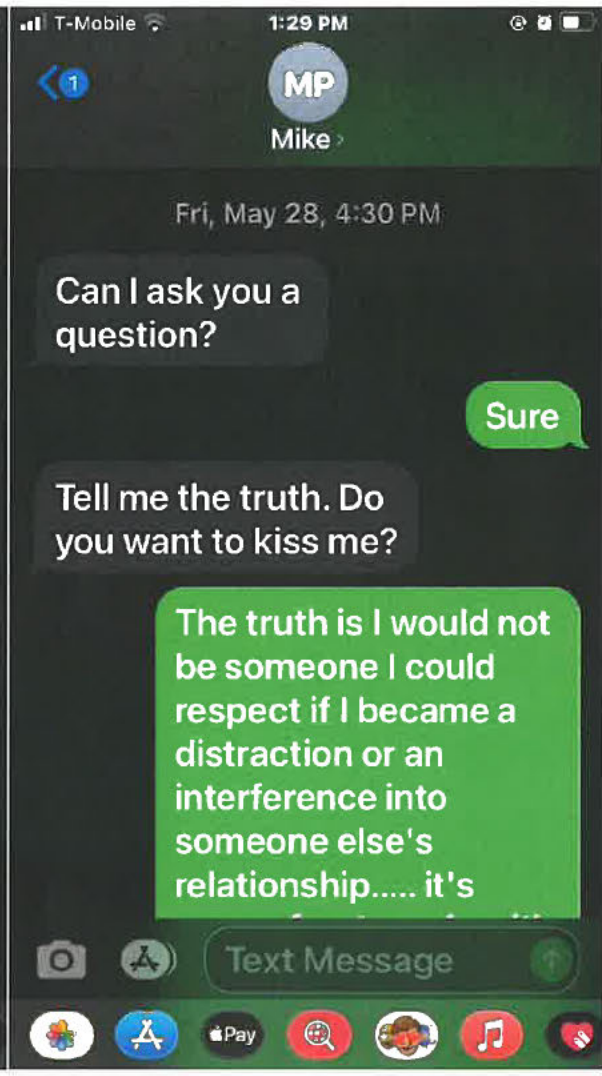 T-Mobile 1:29 PM
1
MP
Mike
Fri, May 28, 4:30 PM
Can I ask you a
question?
Sure
Tell me the truth. Do
you want to kiss me?
The truth is I would not
be someone I could
respect if I became a
distraction or an
interference into
someone else's
relationship..... it's
Text Message
Pay